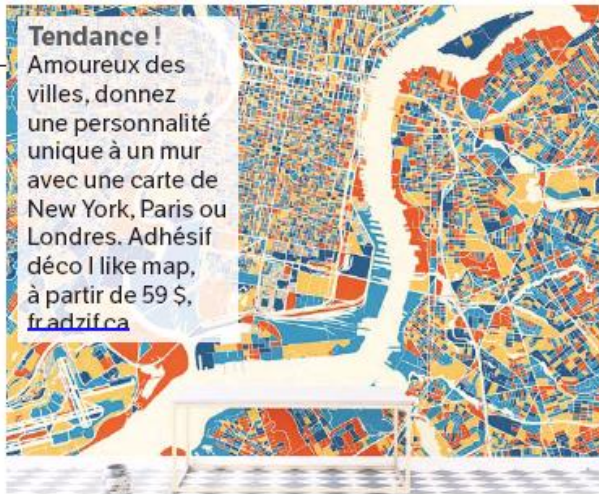 Tendance !
Amoureux des
villes, donnez
une personnalité
unique à un mur
avec une carte de
New York, Paris ou
Londres. Adhésif
déco I like map,
à partir de 59 $,
fr.adzif.ca